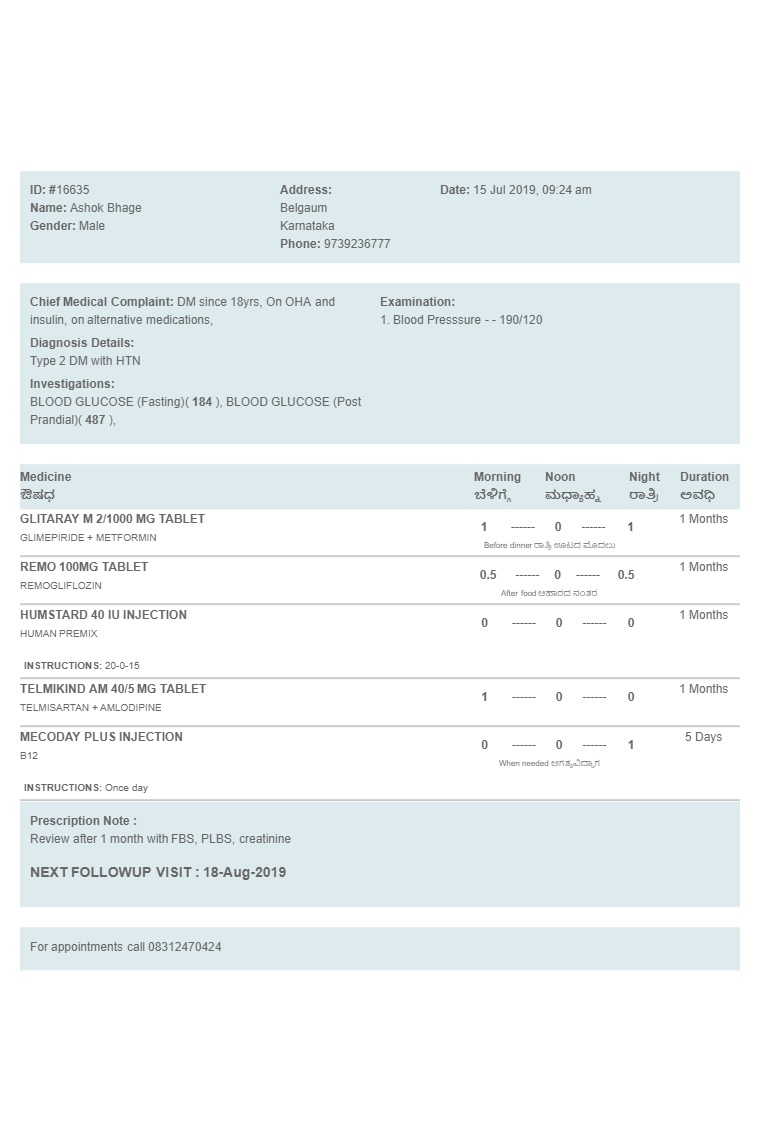 ID: #16635
Name: Ashok Bhage
Gender: Male
Address:
Belgaum
Karnataka
Phone: 9739236777
Date: 15 Jul 2019, 09:24 am
Chief Medical Complaint: DM since 18yrs, On OHA and
insulin, on alternative medications,
Diagnosis Details:
Type 2 DM with HTN
Investigations:
BLOOD GLUCOSE (Fasting)( 184 ), BLOOD GLUCOSE (Post
Prandial)( 487 ),
Examination:
1. Blood Presssure - - 190/120
Medicine Morning Noon Night Duration
ಔಷಧ ಬೆಳಿಗ್ಗೆ ಮಧ್ಯಾಹ್ನ ರಾತ್ರಿ ಅವಧಿ
GLITARAY M 2/1000 MG TABLET 1 ------ 0 ------ 1 1 Months
GLIMEPIRIDE + METFORMIN Before dinner ರಾತ್ರಿ ಊಟದ ಮೊದಲು
REMO 100MG TABLET 0.5 ------ 0 ------ 0.5 1 Months
REMOGLIFLOZIN After food ಆಹಾರದ ನಂತರ
HUMSTARD 40 IU INJECTION 0 ------ 0 ------ 0 1 Months
HUMAN PREMIX
INSTRUCTIONS: 20-0-15
TELMIKIND AM 40/5 MG TABLET 1 ------ 0 ------ 0 1 Months
TELMISARTAN + AMLODIPINE
MECODAY PLUS INJECTION 0 ------ 0 ------ 1 5 Days
B12 When needed ಅಗತ್ಯವಿದ್ದಾಗ
INSTRUCTIONS: Once day
Prescription Note :
Review after 1 month with FBS, PLBS, creatinine
NEXT FOLLOWUP VISIT : 18-Aug-2019
For appointments call 08312470424